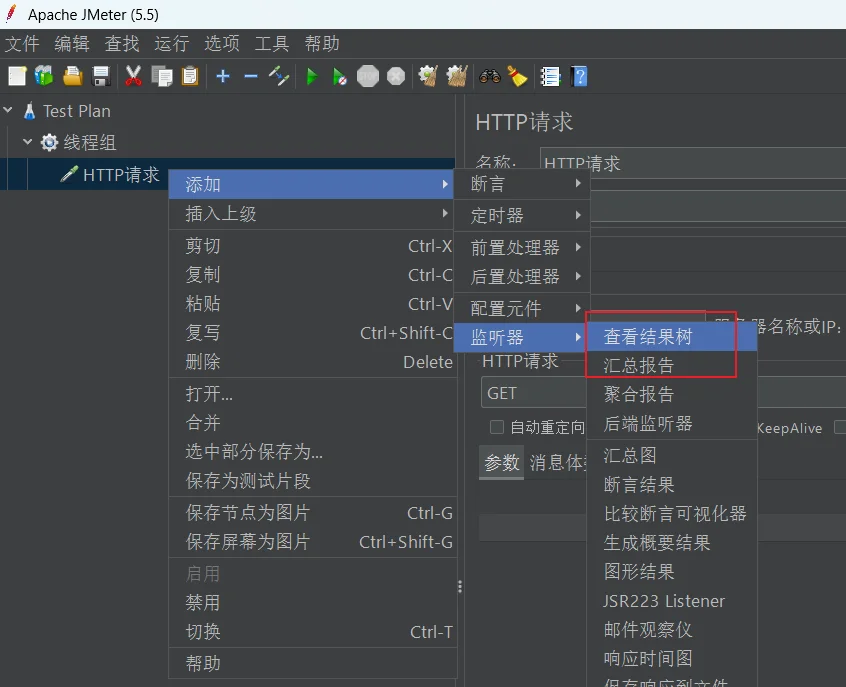 Apache JMeter (5.5)
文件 编辑 查找 运行 选项 工具 帮助
Test Plan
线程组
HTTP请求
添加
插入上级
剪切 Ctrl-X
复制 Ctrl-C
粘贴 Ctrl-V
复写 Ctrl+Shift-C
删除 Delete
打开...
合并
选中部分保存为...
保存为测试片段
保存节点为图片 Ctrl-G
保存屏幕为图片 Ctrl+Shift-G
启用
禁用
切换 Ctrl-T
帮助
断言
定时器
前置处理器
后置处理器
配置元件
监听器
查看结果树
汇总报告
聚合报告
后端监听器
汇总图
断言结果
比较断言可视化器
生成概要结果
图形结果
JSR223 Listener
邮件观察仪
响应时间图
保存响应到文件
HTTP请求
名称: HTTP请求
服务器名称或IP:
HTTP请求
GET
自动重定向 KeepAlive
参数 消息体